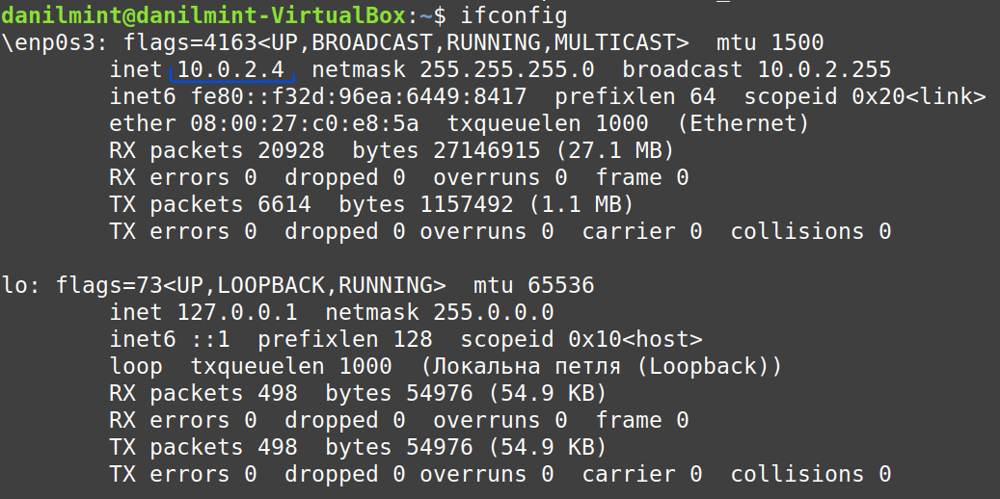 danilmint@danilmint-VirtualBox:~$ ifconfig
\enp0s3: flags=4163<UP,BROADCAST,RUNNING,MULTICAST>  mtu 1500
        inet 10.0.2.4  netmask 255.255.255.0  broadcast 10.0.2.255
        inet6 fe80::f32d:96ea:6449:8417  prefixlen 64  scopeid 0x20<link>
        ether 08:00:27:c0:e8:5a  txqueuelen 1000  (Ethernet)
        RX packets 20928  bytes 27146915 (27.1 MB)
        RX errors 0  dropped 0  overruns 0  frame 0
        TX packets 6614  bytes 1157492 (1.1 MB)
        TX errors 0  dropped 0 overruns 0  carrier 0  collisions 0

lo: flags=73<UP,LOOPBACK,RUNNING>  mtu 65536
        inet 127.0.0.1  netmask 255.0.0.0
        inet6 ::1  prefixlen 128  scopeid 0x10<host>
        loop  txqueuelen 1000  (Локальна петля (Loopback))
        RX packets 498  bytes 54976 (54.9 KB)
        RX errors 0  dropped 0  overruns 0  frame 0
        TX packets 498  bytes 54976 (54.9 KB)
        TX errors 0  dropped 0 overruns 0  carrier 0  collisions 0